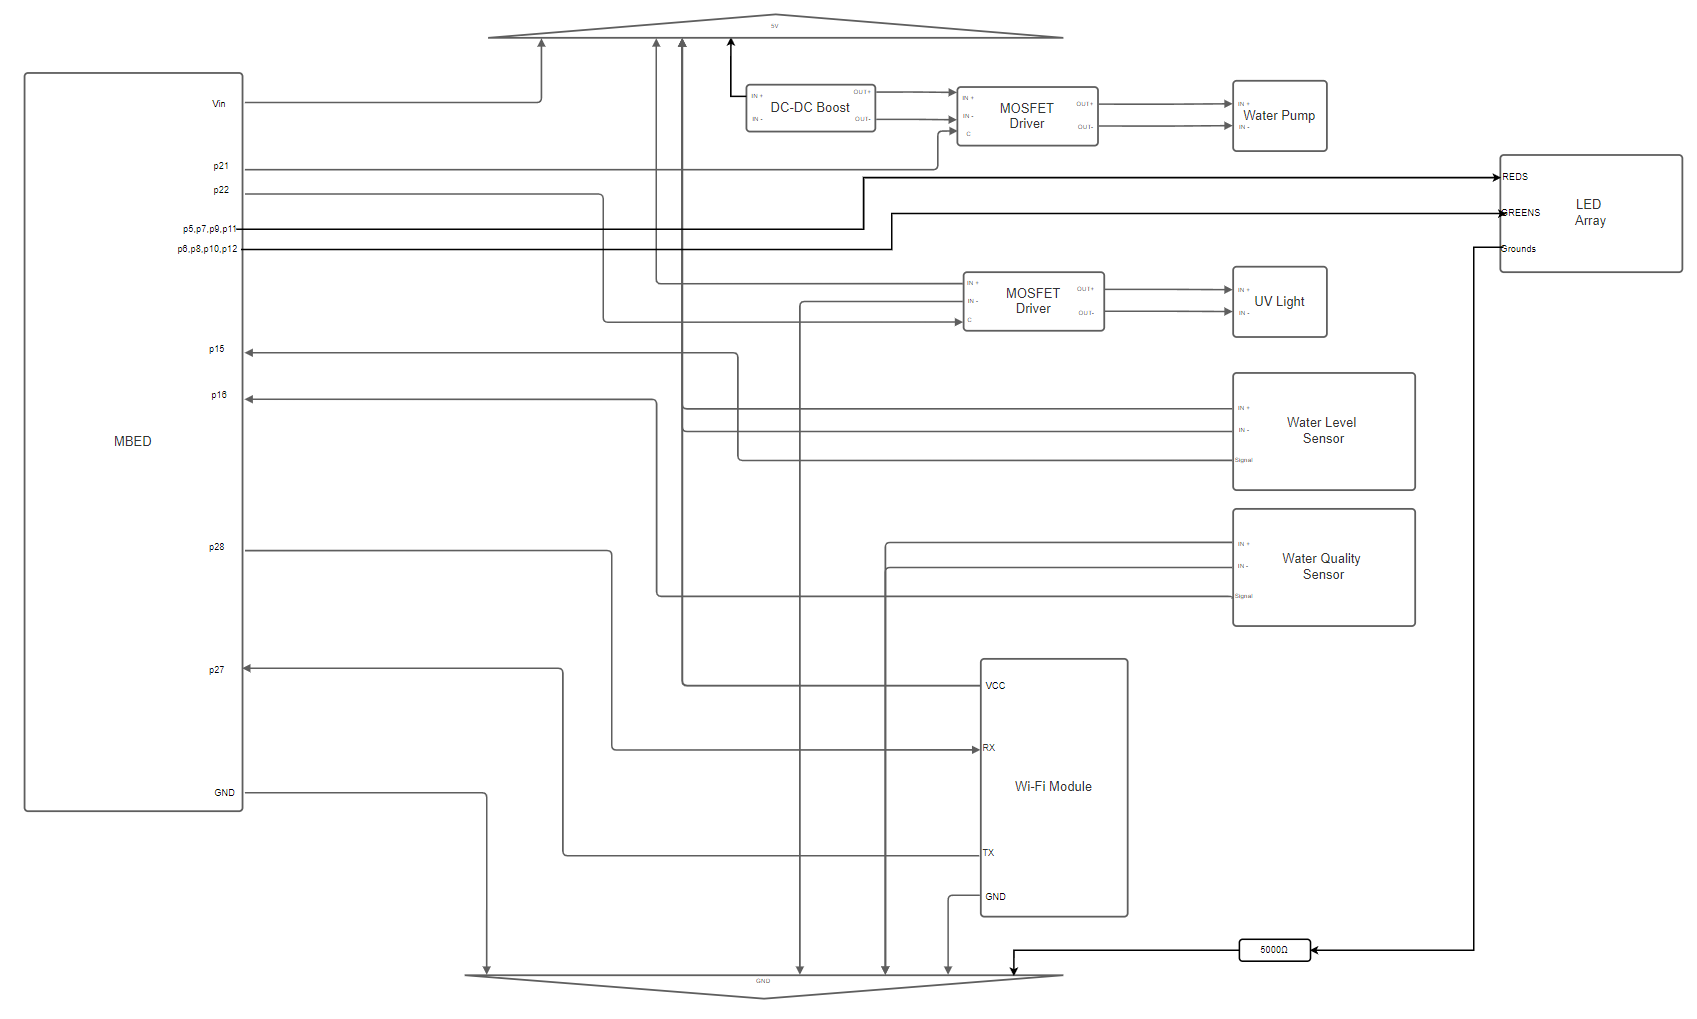 5V
Vin
p21
p22
p5,p7,p9,p11
p6,p8,p10,p12
p15
p16
MBED
p28
p27
GND
IN +
IN -
DC-DC Boost
OUT+
OUT-
IN +
IN -
C
MOSFET
Driver
OUT+
OUT-
IN +
IN -
Water Pump
REDS
GREENS
Grounds
LED
Array
IN +
IN -
C
MOSFET
Driver
OUT+
OUT-
IN +
IN -
UV Light
IN +
IN -
Signal
Water Level
Sensor
IN +
IN -
Signal
Water Quality
Sensor
VCC
RX
Wi-Fi Module
TX
GND
5000Ω
GND